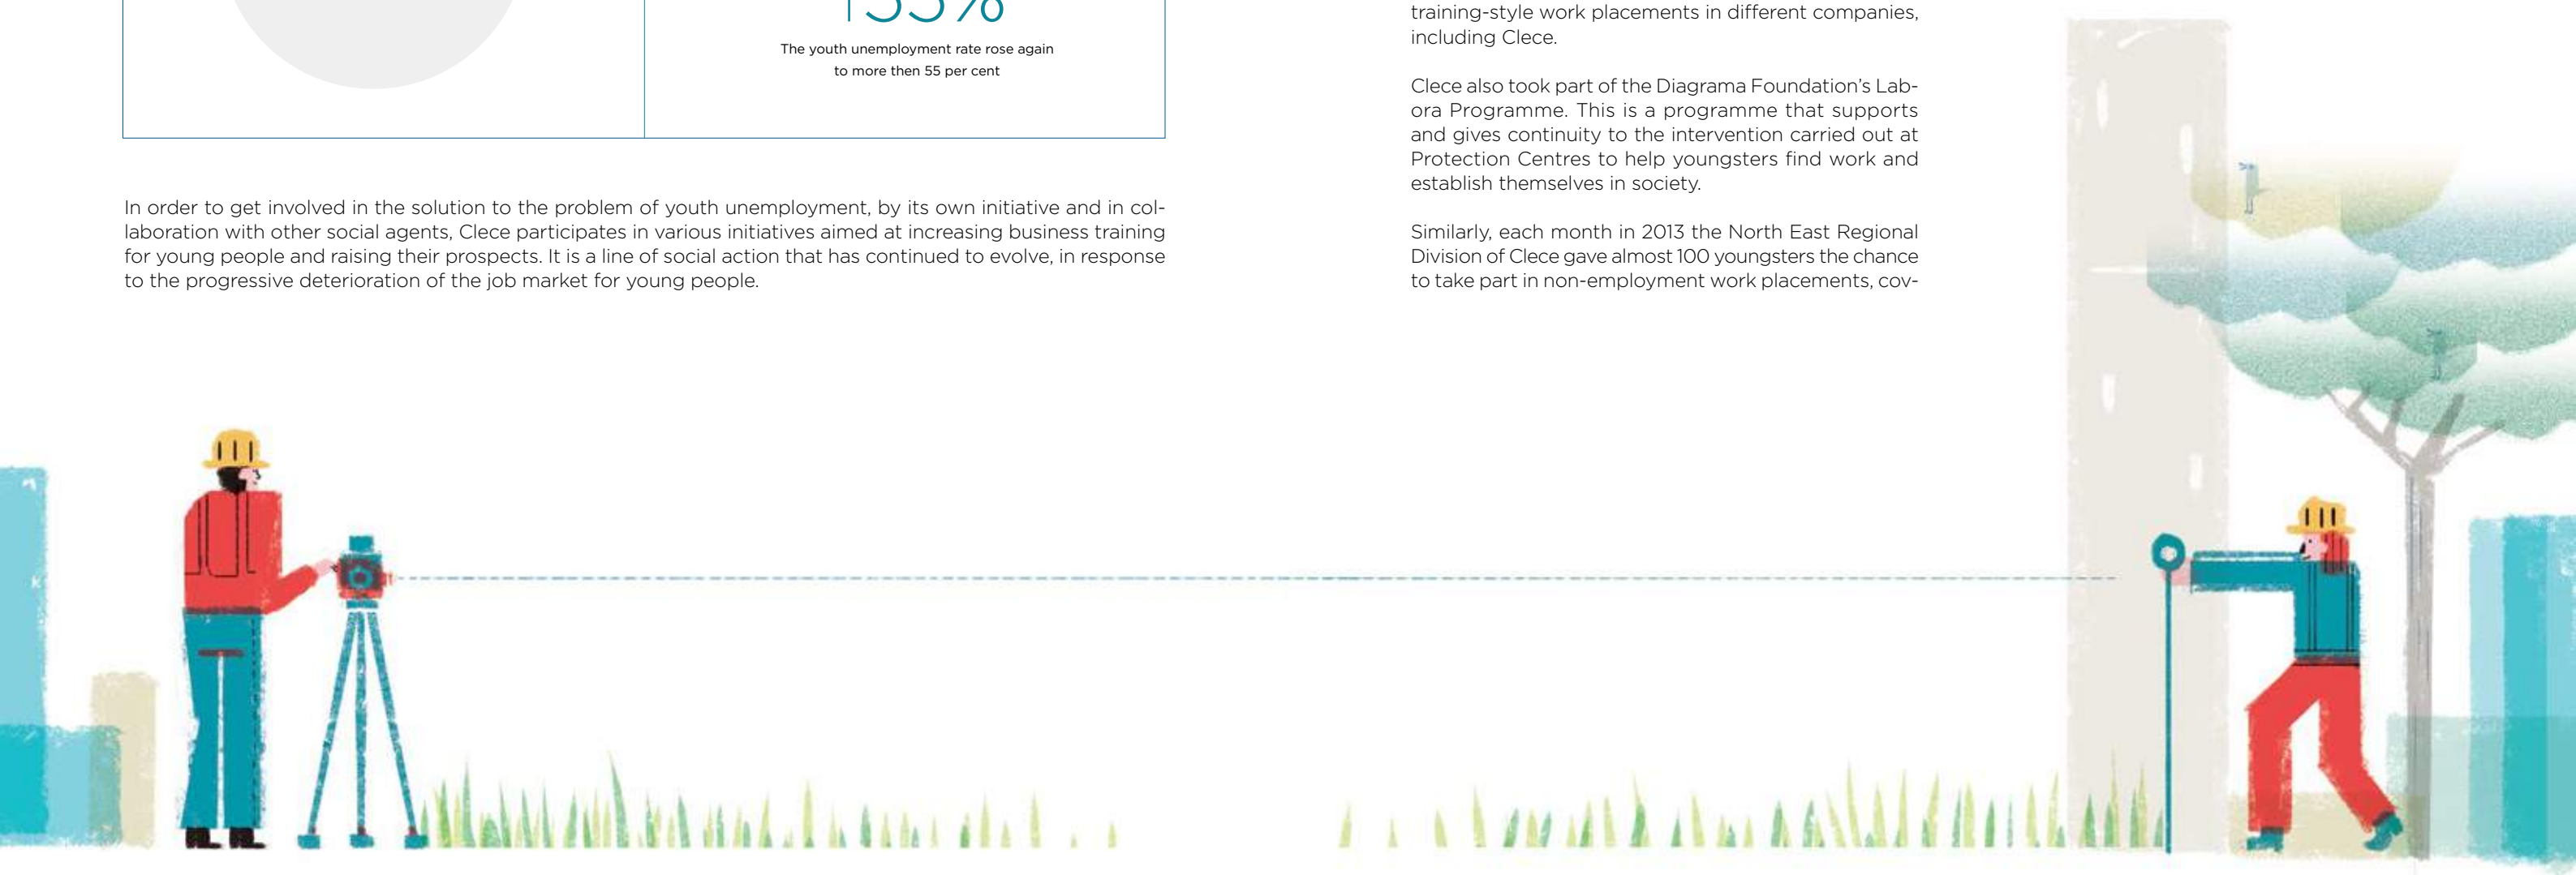 55%
The youth unemployment rate rose again
to more then 55 per cent
In order to get involved in the solution to the problem of youth unemployment, by its own initiative and in col-
laboration with other social agents, Clece participates in various initiatives aimed at increasing business training
for young people and raising their prospects. It is a line of social action that has continued to evolve, in response
to the progressive deterioration of the job market for young people.
training-style work placements in different companies,
including Clece.
Clece also took part of the Diagrama Foundation’s Lab-
ora Programme. This is a programme that supports
and gives continuity to the intervention carried out at
Protection Centres to help youngsters find work and
establish themselves in society.
Similarly, each month in 2013 the North East Regional
Division of Clece gave almost 100 youngsters the chance
to take part in non-employment work placements, cov-